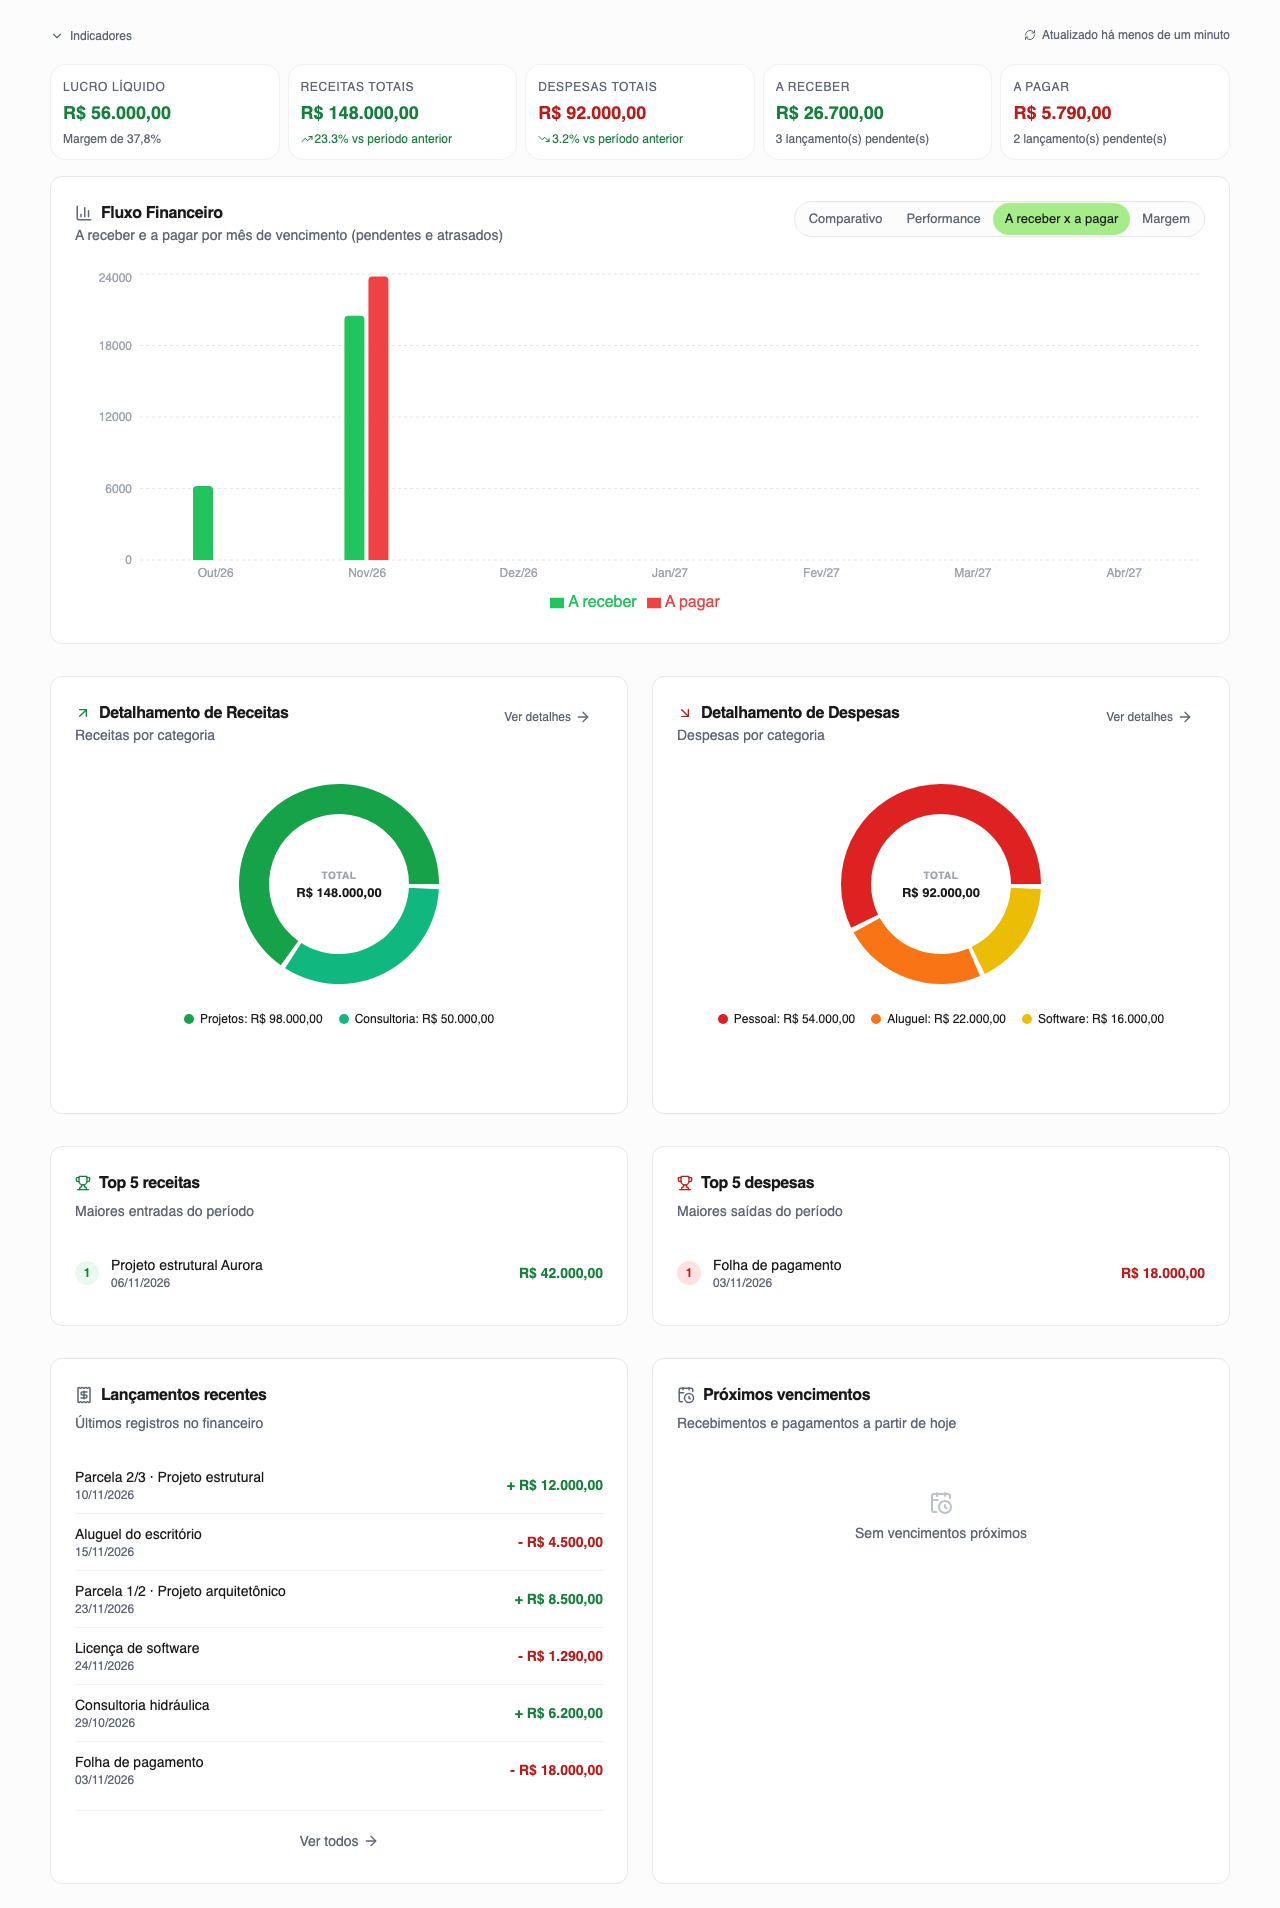 Indicadores
Atualizado há menos de um minuto
LUCRO LÍQUIDO
R$ 56.000,00
Margem de 37,8%
RECEITAS TOTAIS
R$ 148.000,00
23.3% vs período anterior
DESPESAS TOTAIS
R$ 92.000,00
3.2% vs período anterior
A RECEBER
R$ 26.700,00
3 lançamento(s) pendente(s)
A PAGAR
R$ 5.790,00
2 lançamento(s) pendente(s)
Fluxo Financeiro
A receber e a pagar por mês de vencimento (pendentes e atrasados)
Comparativo Performance A receber x a pagar Margem
24000
18000
12000
6000
0
Out/26 Nov/26 Dez/26 Jan/27 Fev/27 Mar/27 Abr/27
A receber A pagar
Detalhamento de Receitas
Receitas por categoria
Ver detalhes
TOTAL
R$ 148.000,00
Projetos: R$ 98.000,00 Consultoria: R$ 50.000,00
Detalhamento de Despesas
Despesas por categoria
Ver detalhes
TOTAL
R$ 92.000,00
Pessoal: R$ 54.000,00 Aluguel: R$ 22.000,00 Software: R$ 16.000,00
Top 5 receitas
Maiores entradas do período
1 Projeto estrutural Aurora R$ 42.000,00
06/11/2026
Top 5 despesas
Maiores saídas do período
1 Folha de pagamento R$ 18.000,00
03/11/2026
Lançamentos recentes
Últimos registros no financeiro
Parcela 2/3 · Projeto estrutural + R$ 12.000,00
10/11/2026
Aluguel do escritório - R$ 4.500,00
15/11/2026
Parcela 1/2 · Projeto arquitetônico + R$ 8.500,00
23/11/2026
Licença de software - R$ 1.290,00
24/11/2026
Consultoria hidráulica + R$ 6.200,00
29/10/2026
Folha de pagamento - R$ 18.000,00
03/11/2026
Ver todos
Próximos vencimentos
Recebimentos e pagamentos a partir de hoje
Sem vencimentos próximos